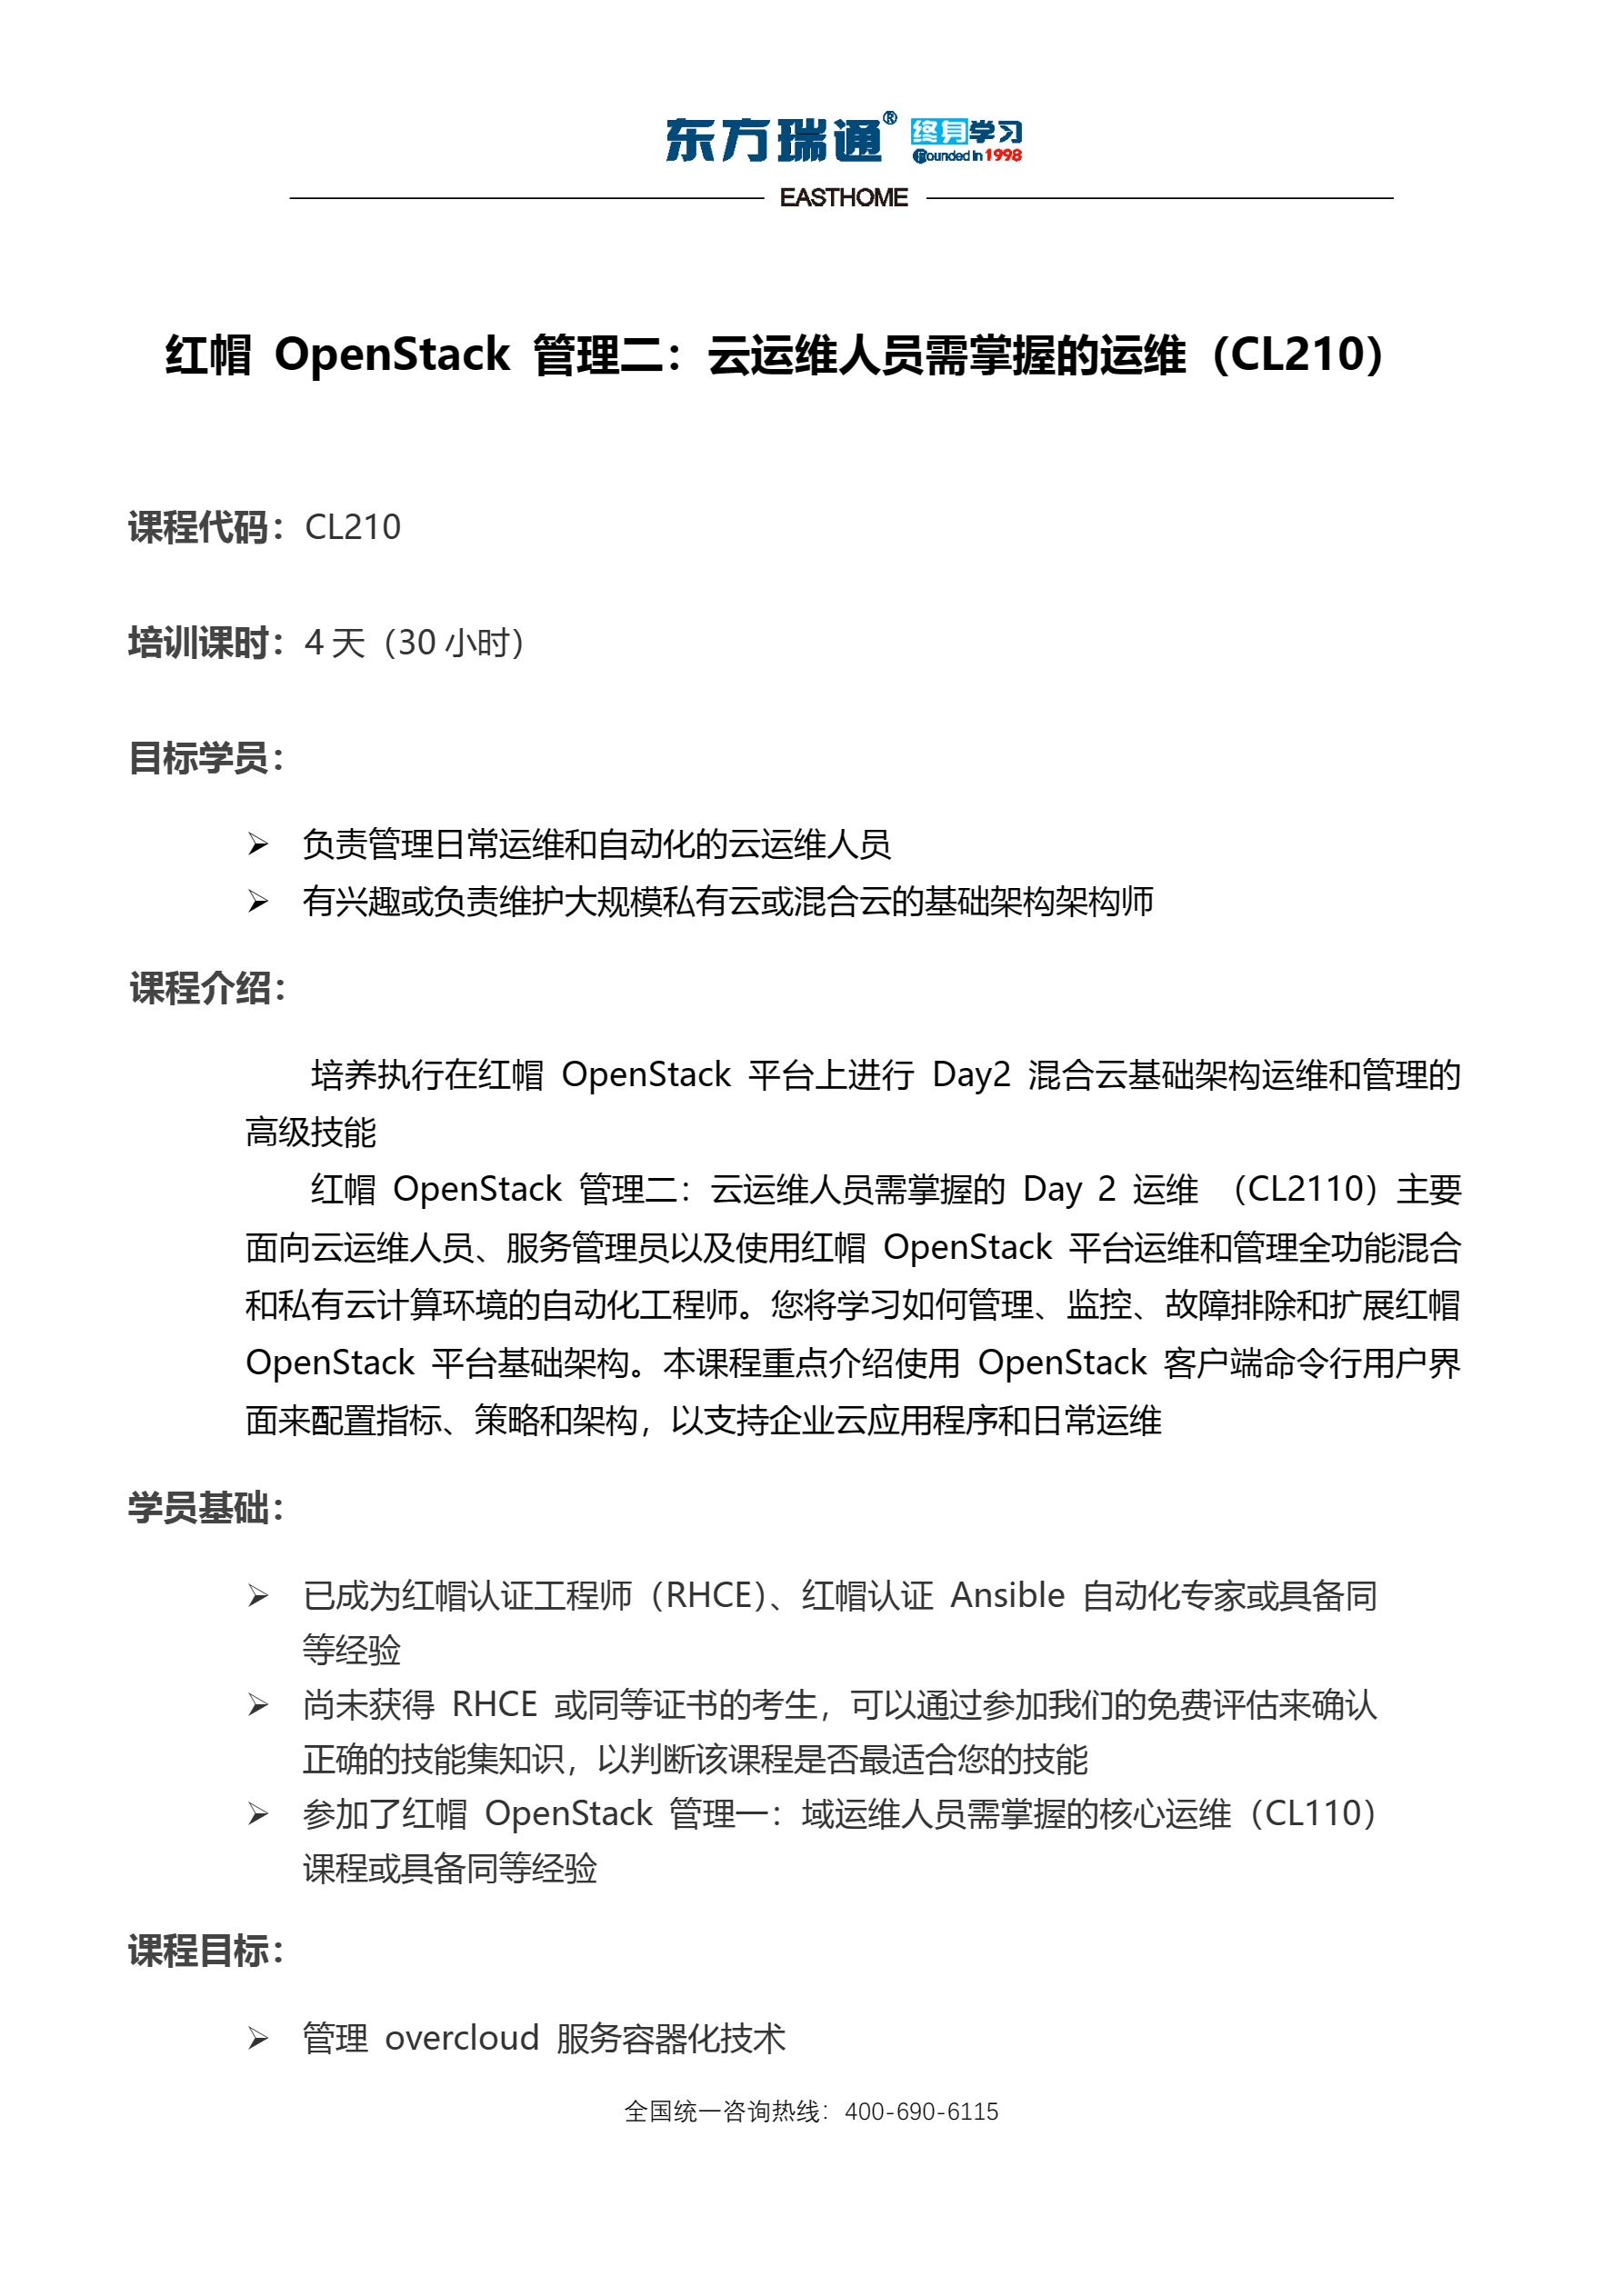 东方瑞通® 终身学习
Founded In 1998
EASTHOME
红帽 OpenStack 管理二：云运维人员需掌握的运维（CL210）
课程代码：CL210
培训课时：4 天（30 小时）
目标学员：
➢ 负责管理日常运维和自动化的云运维人员
➢ 有兴趣或负责维护大规模私有云或混合云的基础架构架构师
课程介绍：
培养执行在红帽 OpenStack 平台上进行 Day2 混合云基础架构运维和管理的
高级技能
红帽 OpenStack 管理二：云运维人员需掌握的 Day 2 运维 （CL2110）主要
面向云运维人员、服务管理员以及使用红帽 OpenStack 平台运维和管理全功能混合
和私有云计算环境的自动化工程师。您将学习如何管理、监控、故障排除和扩展红帽
OpenStack 平台基础架构。本课程重点介绍使用 OpenStack 客户端命令行用户界
面来配置指标、策略和架构，以支持企业云应用程序和日常运维
学员基础：
➢ 已成为红帽认证工程师（RHCE）、红帽认证 Ansible 自动化专家或具备同
等经验
➢ 尚未获得 RHCE 或同等证书的考生，可以通过参加我们的免费评估来确认
正确的技能集知识，以判断该课程是否最适合您的技能
➢ 参加了红帽 OpenStack 管理一：域运维人员需掌握的核心运维（CL110）
课程或具备同等经验
课程目标：
➢ 管理 overcloud 服务容器化技术
全国统一咨询热线：400-690-6115